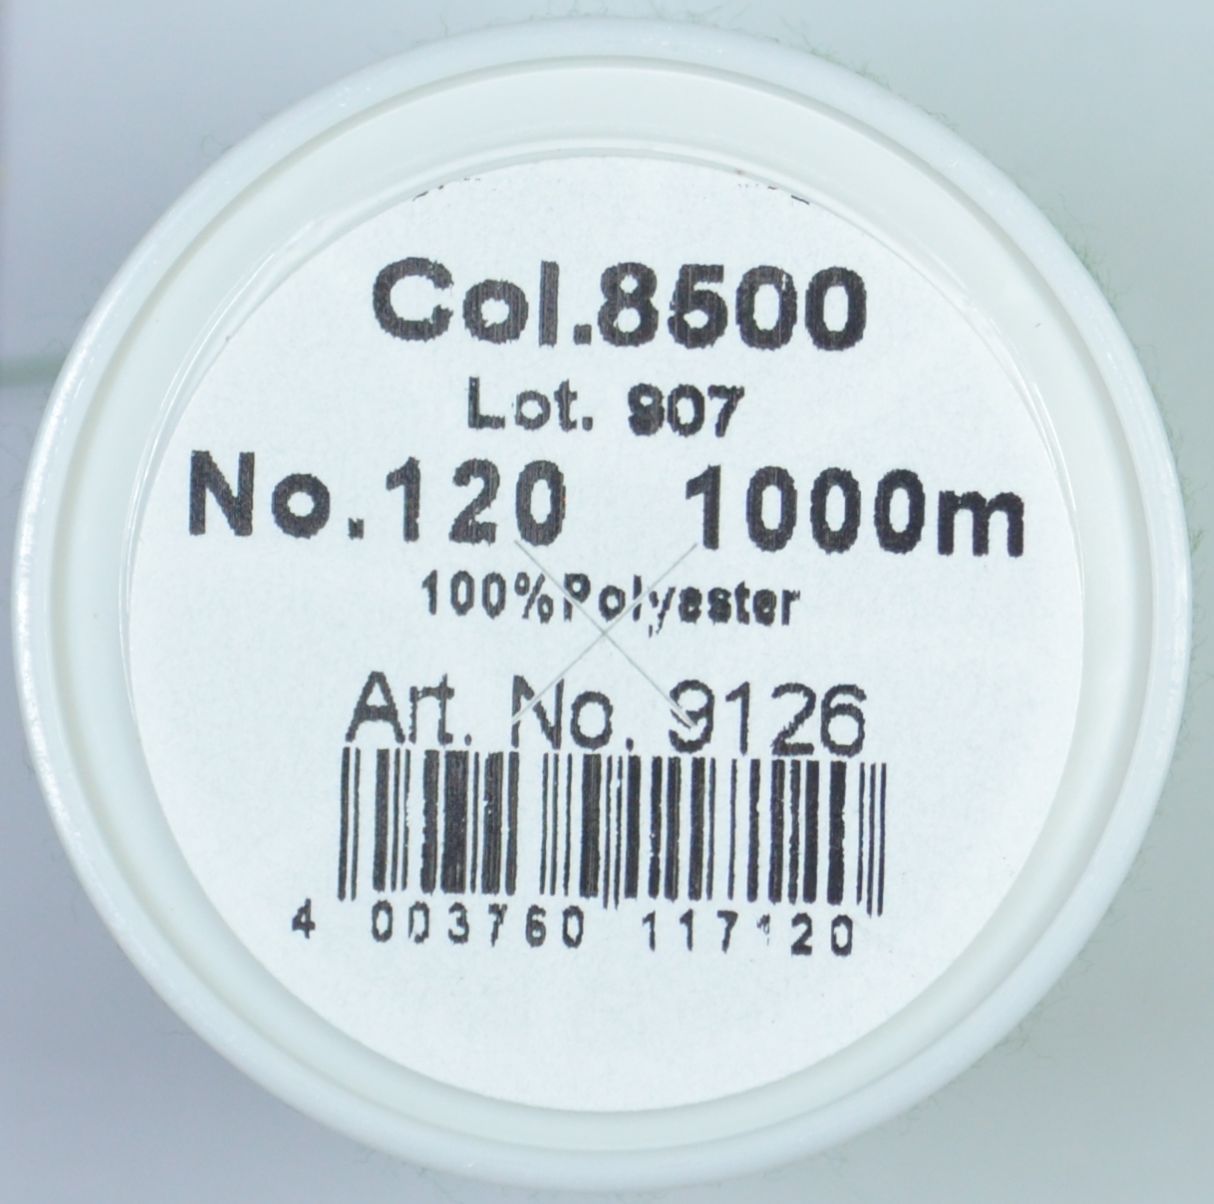 Col.8500
Lot. 907
No.120 1000m
100%Polyester
Art. No. 9126
4 003760 117120